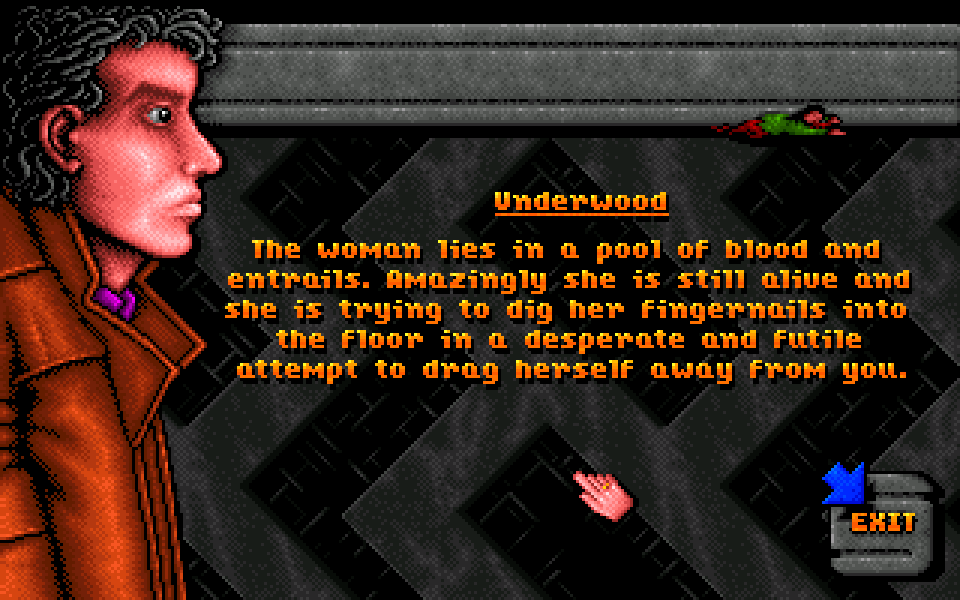 Underwood
The woman lies in a pool of blood and
entrails. Amazingly she is still alive and
she is trying to dig her fingernails into
the floor in a desperate and futile
attempt to drag herself away from you.
EXIT